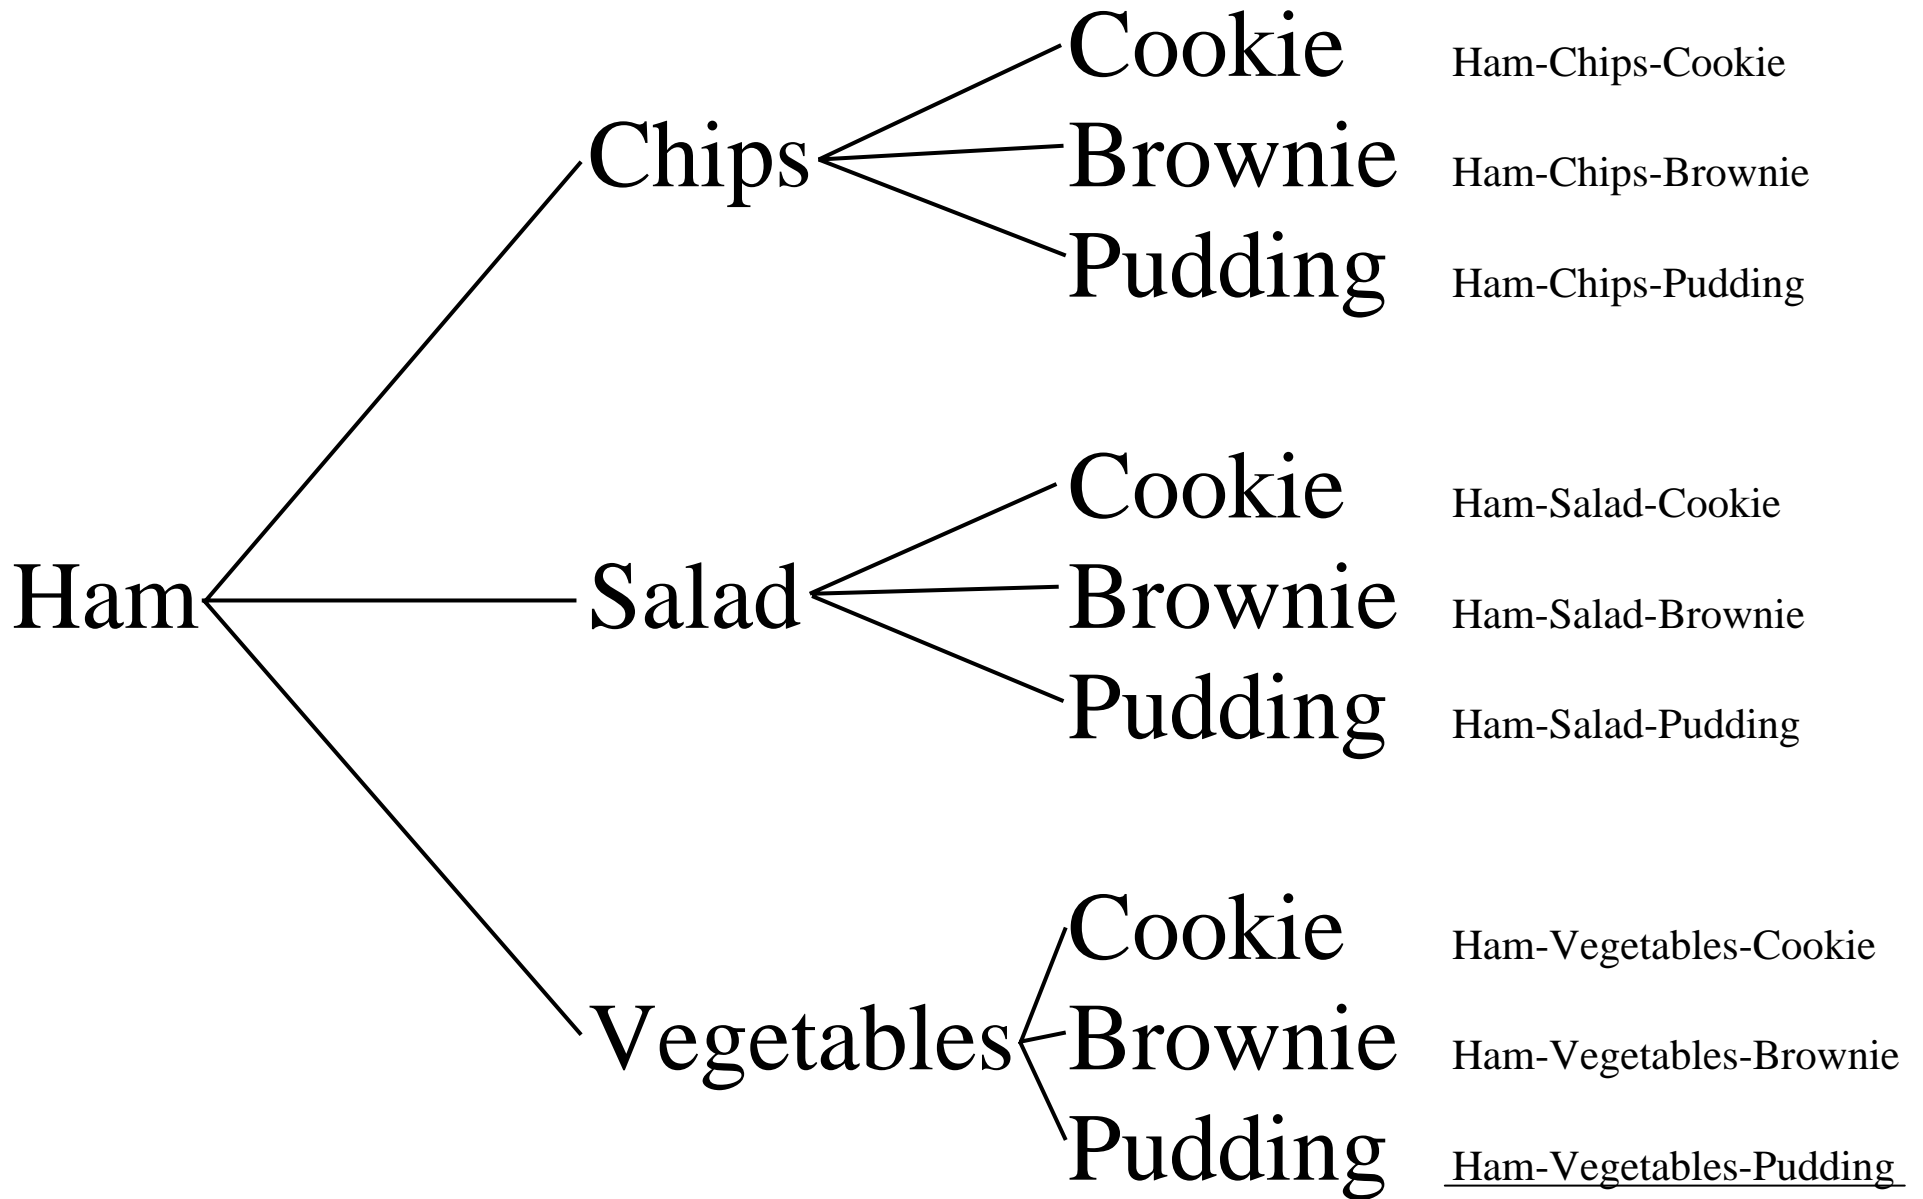 Cookie Ham-Chips-Cookie
Chips Brownie Ham-Chips-Brownie
Pudding Ham-Chips-Pudding
Cookie Ham-Salad-Cookie
Ham Salad Brownie Ham-Salad-Brownie
Pudding Ham-Salad-Pudding
Cookie Ham-Vegetables-Cookie
Vegetables Brownie Ham-Vegetables-Brownie
Pudding Ham-Vegetables-Pudding